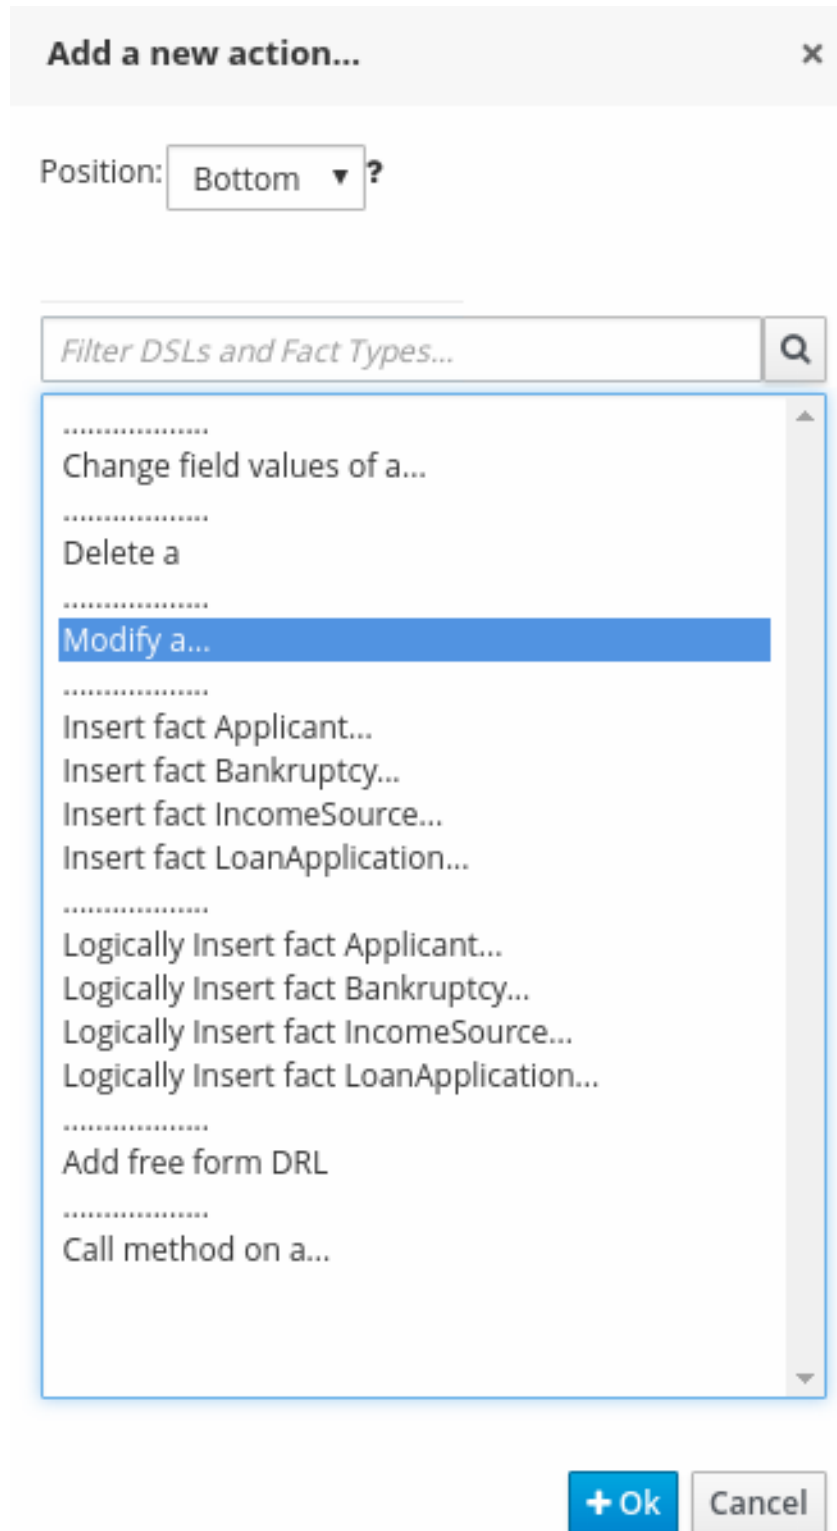 Add a new action... ×
Position: Bottom ▼ ?
Filter DSLs and Fact Types...
..................
Change field values of a...
..................
Delete a
..................
Modify a...
..................
Insert fact Applicant...
Insert fact Bankruptcy...
Insert fact IncomeSource...
Insert fact LoanApplication...
..................
Logically Insert fact Applicant...
Logically Insert fact Bankruptcy...
Logically Insert fact IncomeSource...
Logically Insert fact LoanApplication...
..................
Add free form DRL
..................
Call method on a...
+ Ok Cancel